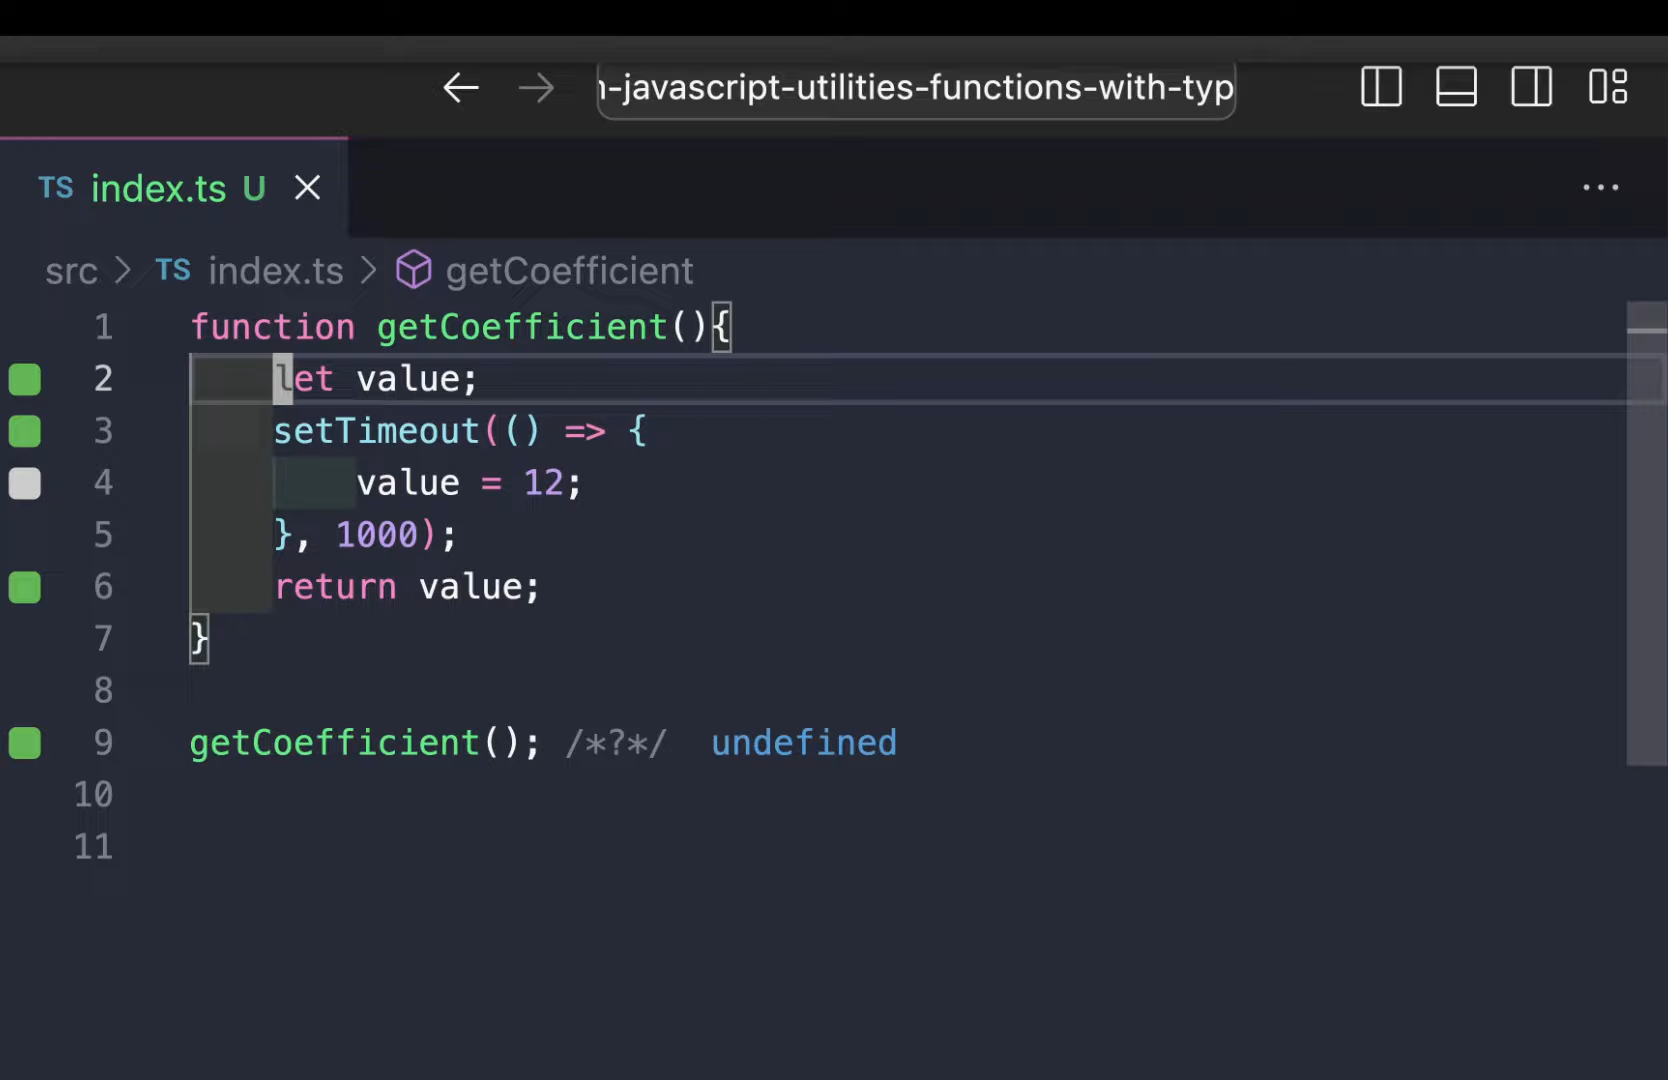 -javascript-utilities-functions-with-typ
TS index.ts U
src > TS index.ts > getCoefficient
1 function getCoefficient(){
2 let value;
3 setTimeout(() => {
4 value = 12;
5 }, 1000);
6 return value;
7 }
8
9 getCoefficient(); /*?*/ undefined
10
11